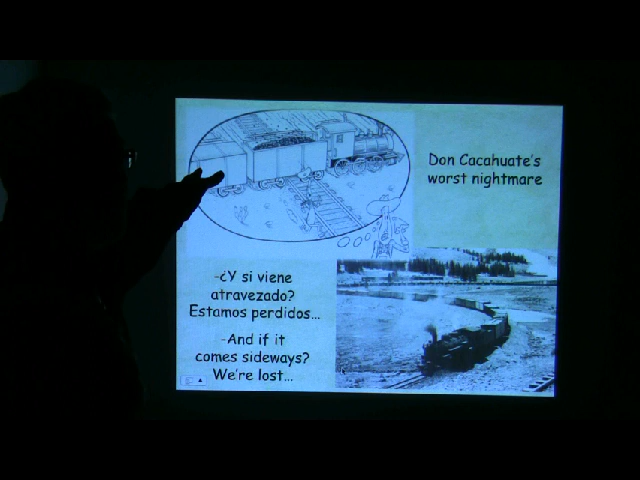 Don Cacahuate's
worst nightmare
-¿Y si viene
atravezado?
Estamos perdidos...
-And if it
comes sideways?
We're lost...